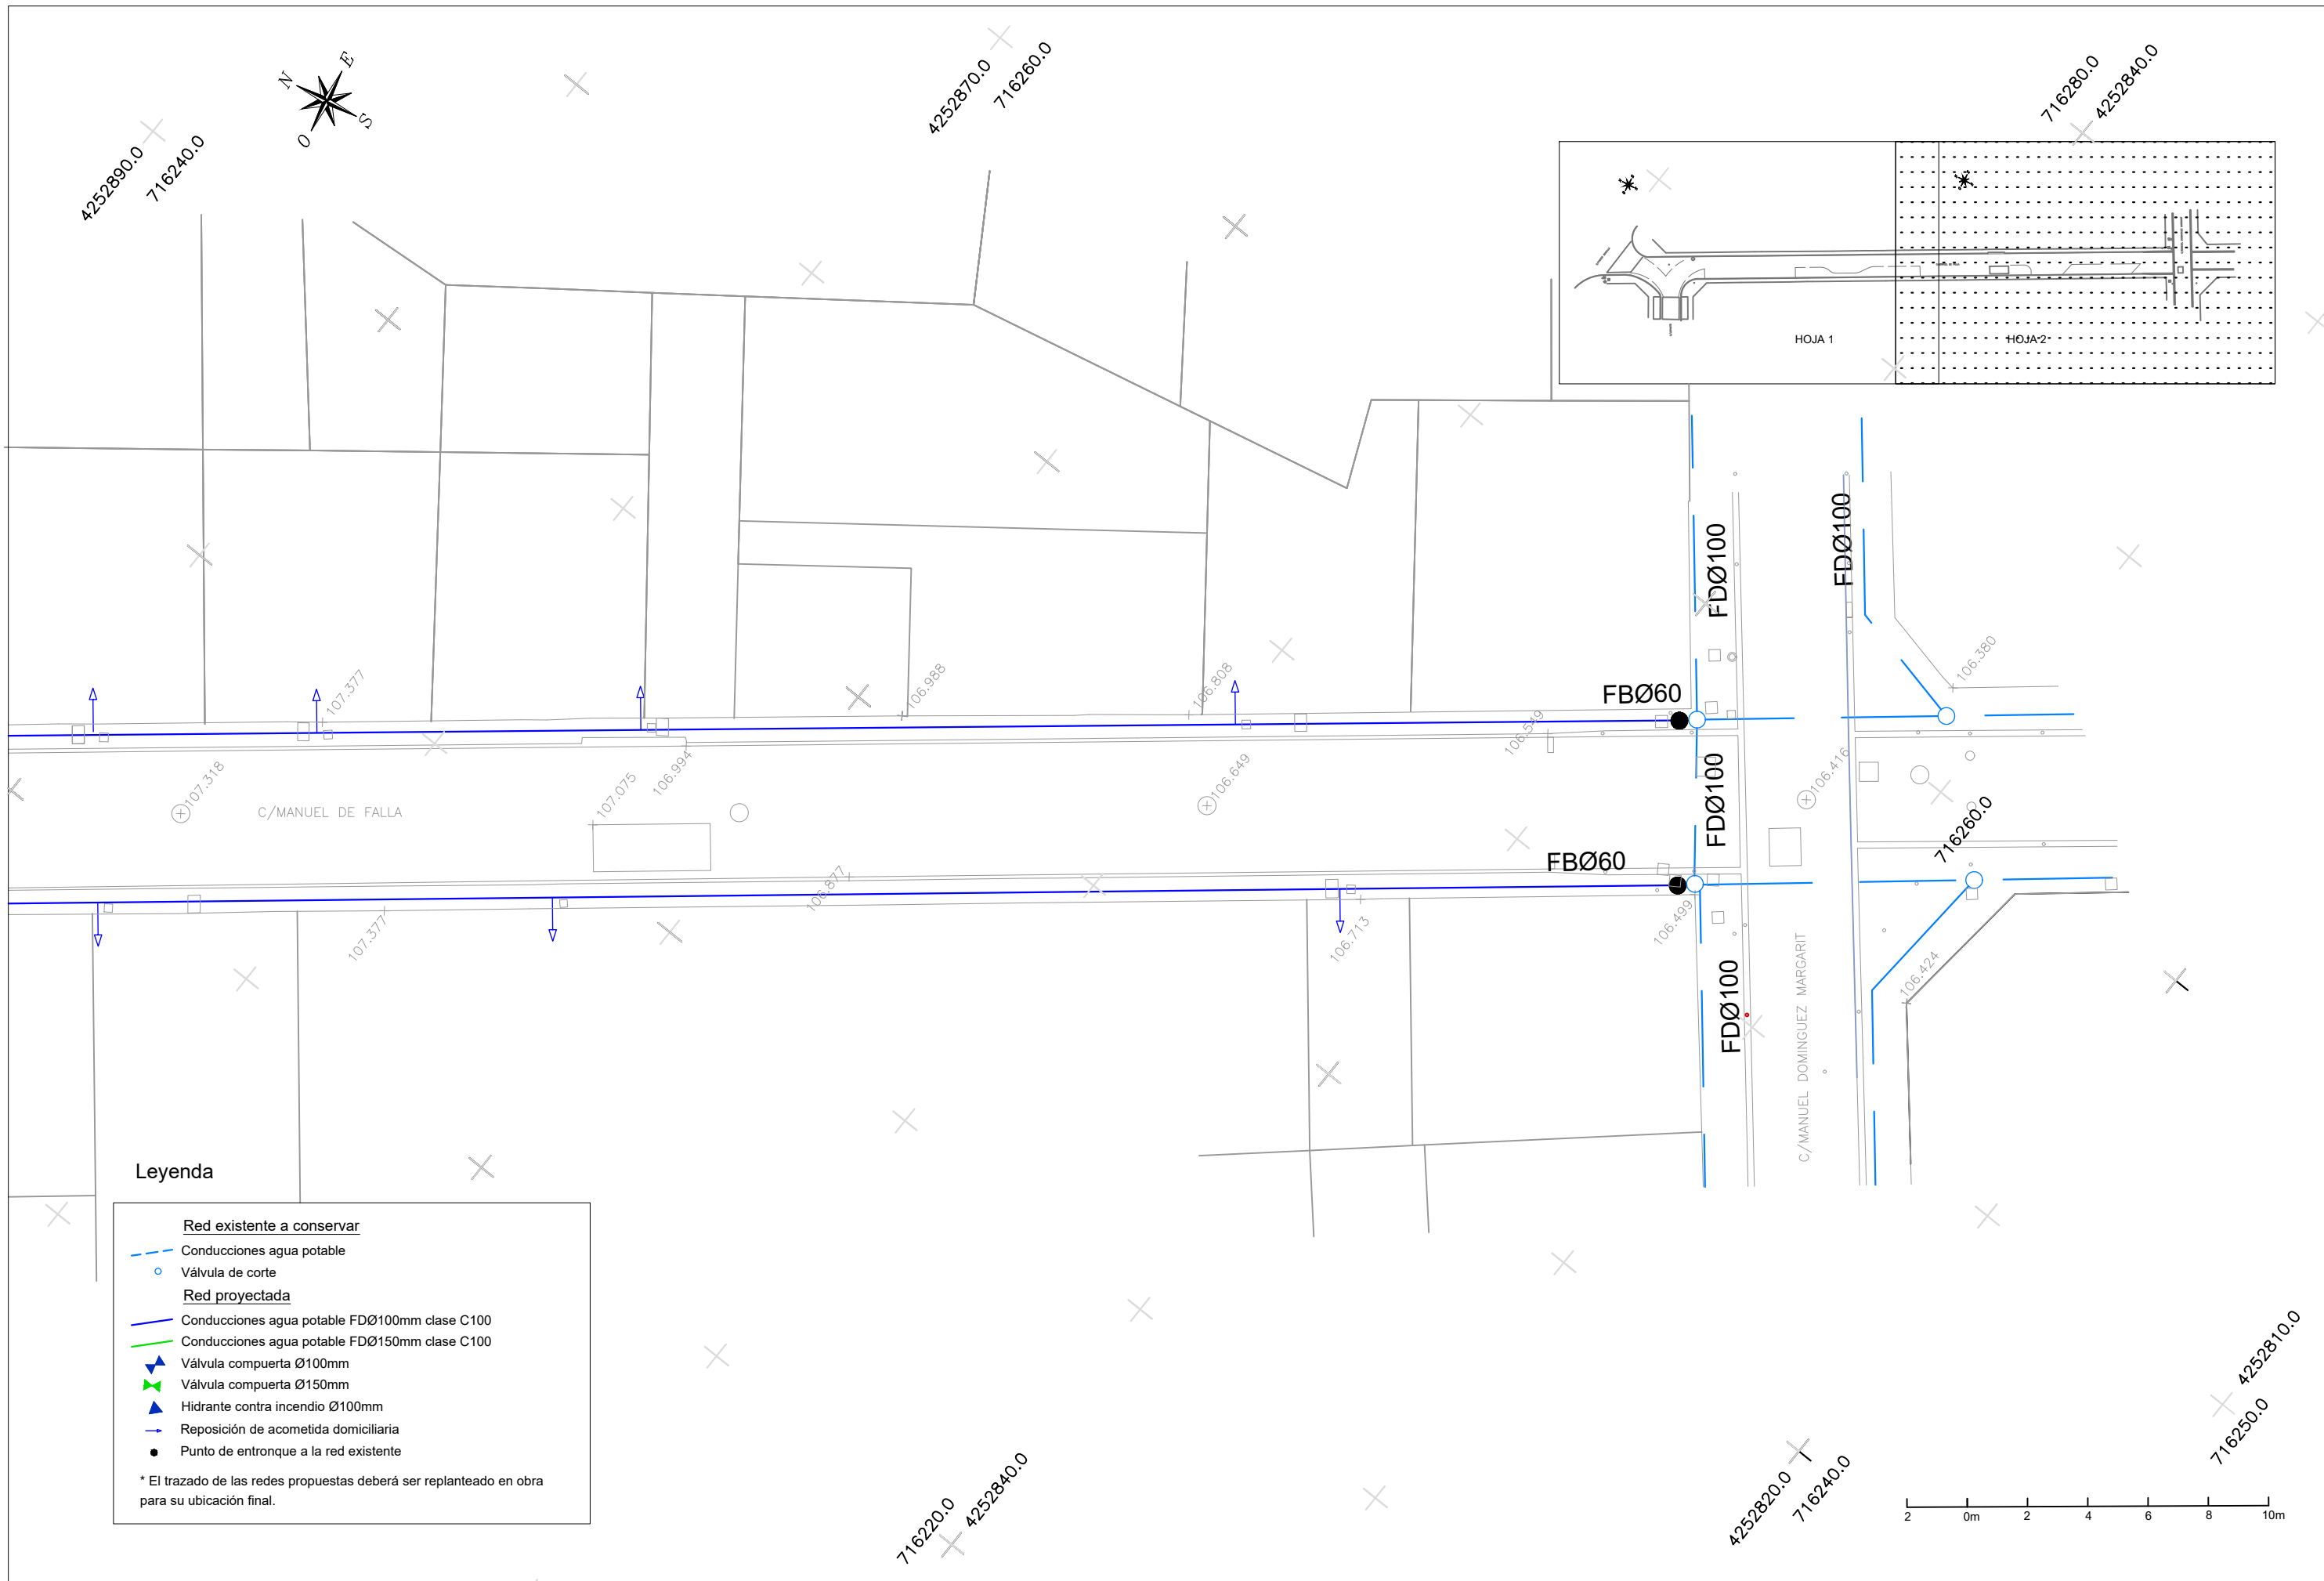 N
E
S
O
4252890.0
716240.0
4252870.0
716260.0
716280.0
4252840.0
HOJA 1
HOJA 2
FDØ100
FDØ100
107.377
106.988
106.808
106.380
FBØ60
106.549
107.318
107.075
106.994
106.649
106.416
C/MANUEL DE FALLA
FDØ100
716260.0
FBØ60
106.877
107.377
106.713
106.499
106.424
FDØ100
C/MANUEL DOMINGUEZ MARGARIT
Leyenda
Red existente a conservar
Conducciones agua potable
Válvula de corte
Red proyectada
Conducciones agua potable FDØ100mm clase C100
Conducciones agua potable FDØ150mm clase C100
Válvula compuerta Ø100mm
Válvula compuerta Ø150mm
Hidrante contra incendio Ø100mm
Reposición de acometida domiciliaria
Punto de entronque a la red existente
* El trazado de las redes propuestas deberá ser replanteado en obra
para su ubicación final.
716220.0
4252840.0
4252820.0
716240.0
4252810.0
716250.0
2 0m 2 4 6 8 10m